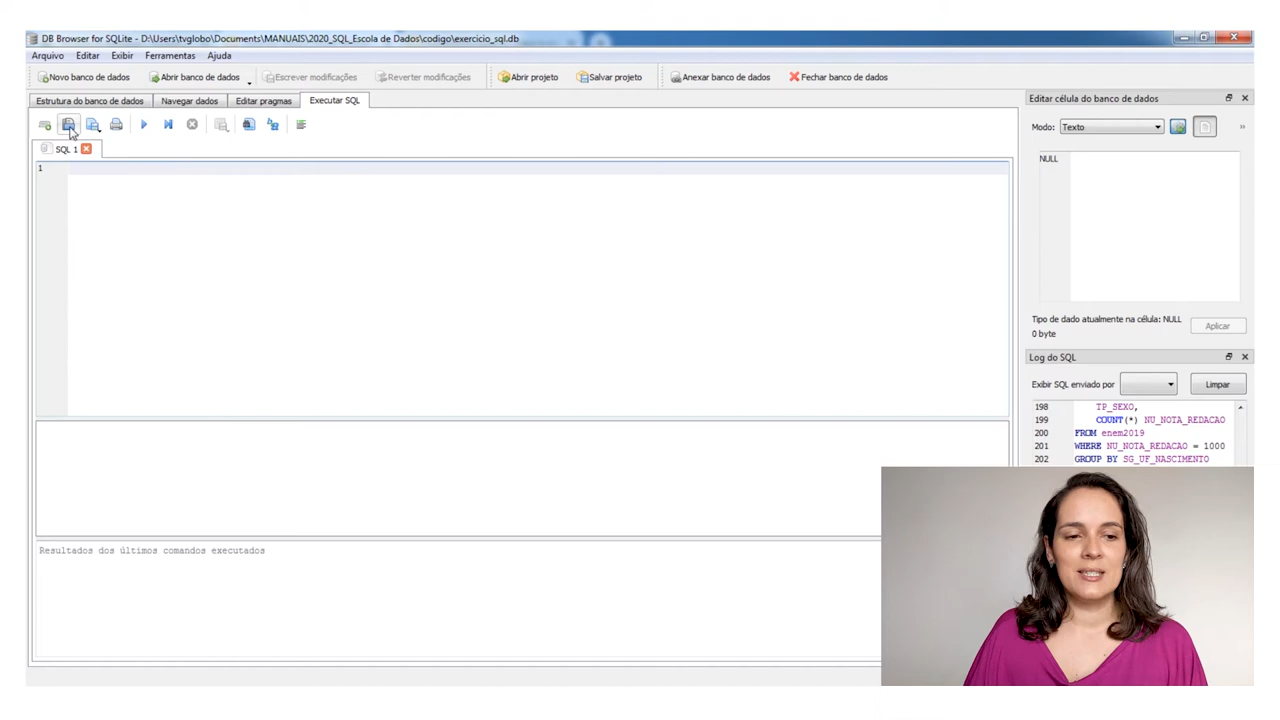 DB Browser for SQLite - D:\Users\tvglobo\Documents\MANUAIS\2020_SQL_Escola de Dados\codigo\exercicio_sql.db
Arquivo Editar Exibir Ferramentas Ajuda
Novo banco de dados Abrir banco de dados Escrever modificações Reverter modificações Abrir projeto Salvar projeto Anexar banco de dados Fechar banco de dados
Estrutura do banco de dados Navegar dados Editar pragmas Executar SQL
SQL 1
1
Resultados dos últimos comandos executados
Editar célula do banco de dados
Modo: Texto
NULL
Tipo de dado atualmente na célula: NULL
0 byte
Aplicar
Log do SQL
Exibir SQL enviado por Limpar
198 TP_SEXO,
199 COUNT(*) NU_NOTA_REDACAO
200 FROM enem2019
201 WHERE NU_NOTA_REDACAO = 1000
202 GROUP BY SG_UF_NASCIMENTO